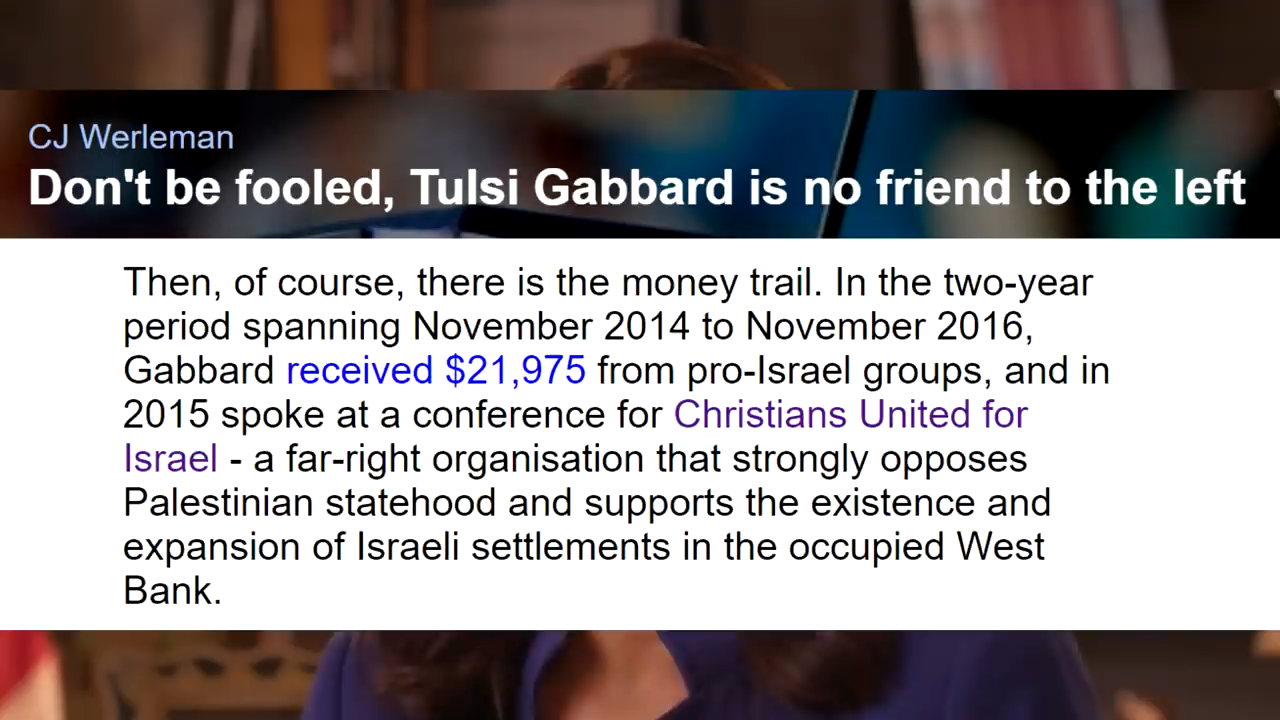 CJ Werleman
Don't be fooled, Tulsi Gabbard is no friend to the left
Then, of course, there is the money trail. In the two-year
period spanning November 2014 to November 2016,
Gabbard received $21,975 from pro-Israel groups, and in
2015 spoke at a conference for Christians United for
Israel - a far-right organisation that strongly opposes
Palestinian statehood and supports the existence and
expansion of Israeli settlements in the occupied West
Bank.